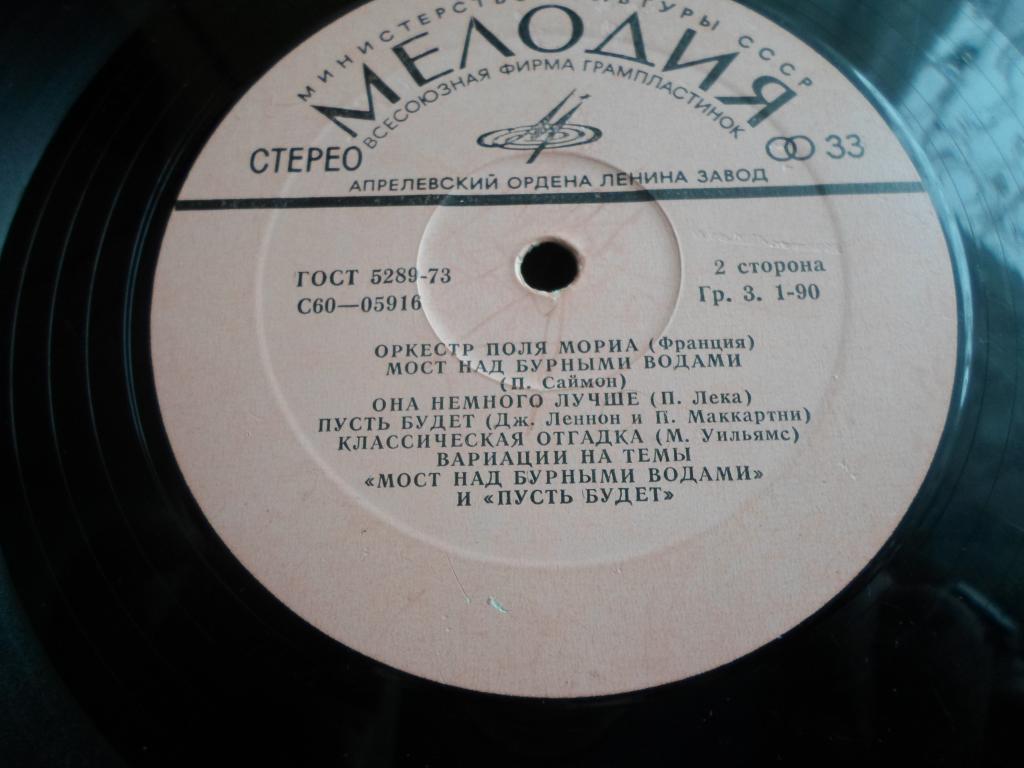 МИНИСТЕРСТВО КУЛЬТУРЫ СССР
МЕЛОДИЯ
ВСЕСОЮЗНАЯ ФИРМА ГРАМПЛАСТИНОК
СТЕРЕО
33
АПРЕЛЕВСКИЙ ОРДЕНА ЛЕНИНА ЗАВОД
ГОСТ 5289-73
2 сторона
С60—05916
Гр. 3. 1-90
ОРКЕСТР ПОЛЯ МОРИА (Франция)
МОСТ НАД БУРНЫМИ ВОДАМИ
(П. Саймон)
ОНА НЕМНОГО ЛУЧШЕ (П. Лека)
ПУСТЬ БУДЕТ (Дж. Леннон и П. Маккартни)
КЛАССИЧЕСКАЯ ОТГАДКА (М. Уильямс)
ВАРИАЦИИ НА ТЕМЫ
«МОСТ НАД БУРНЫМИ ВОДАМИ»
И «ПУСТЬ БУДЕТ»